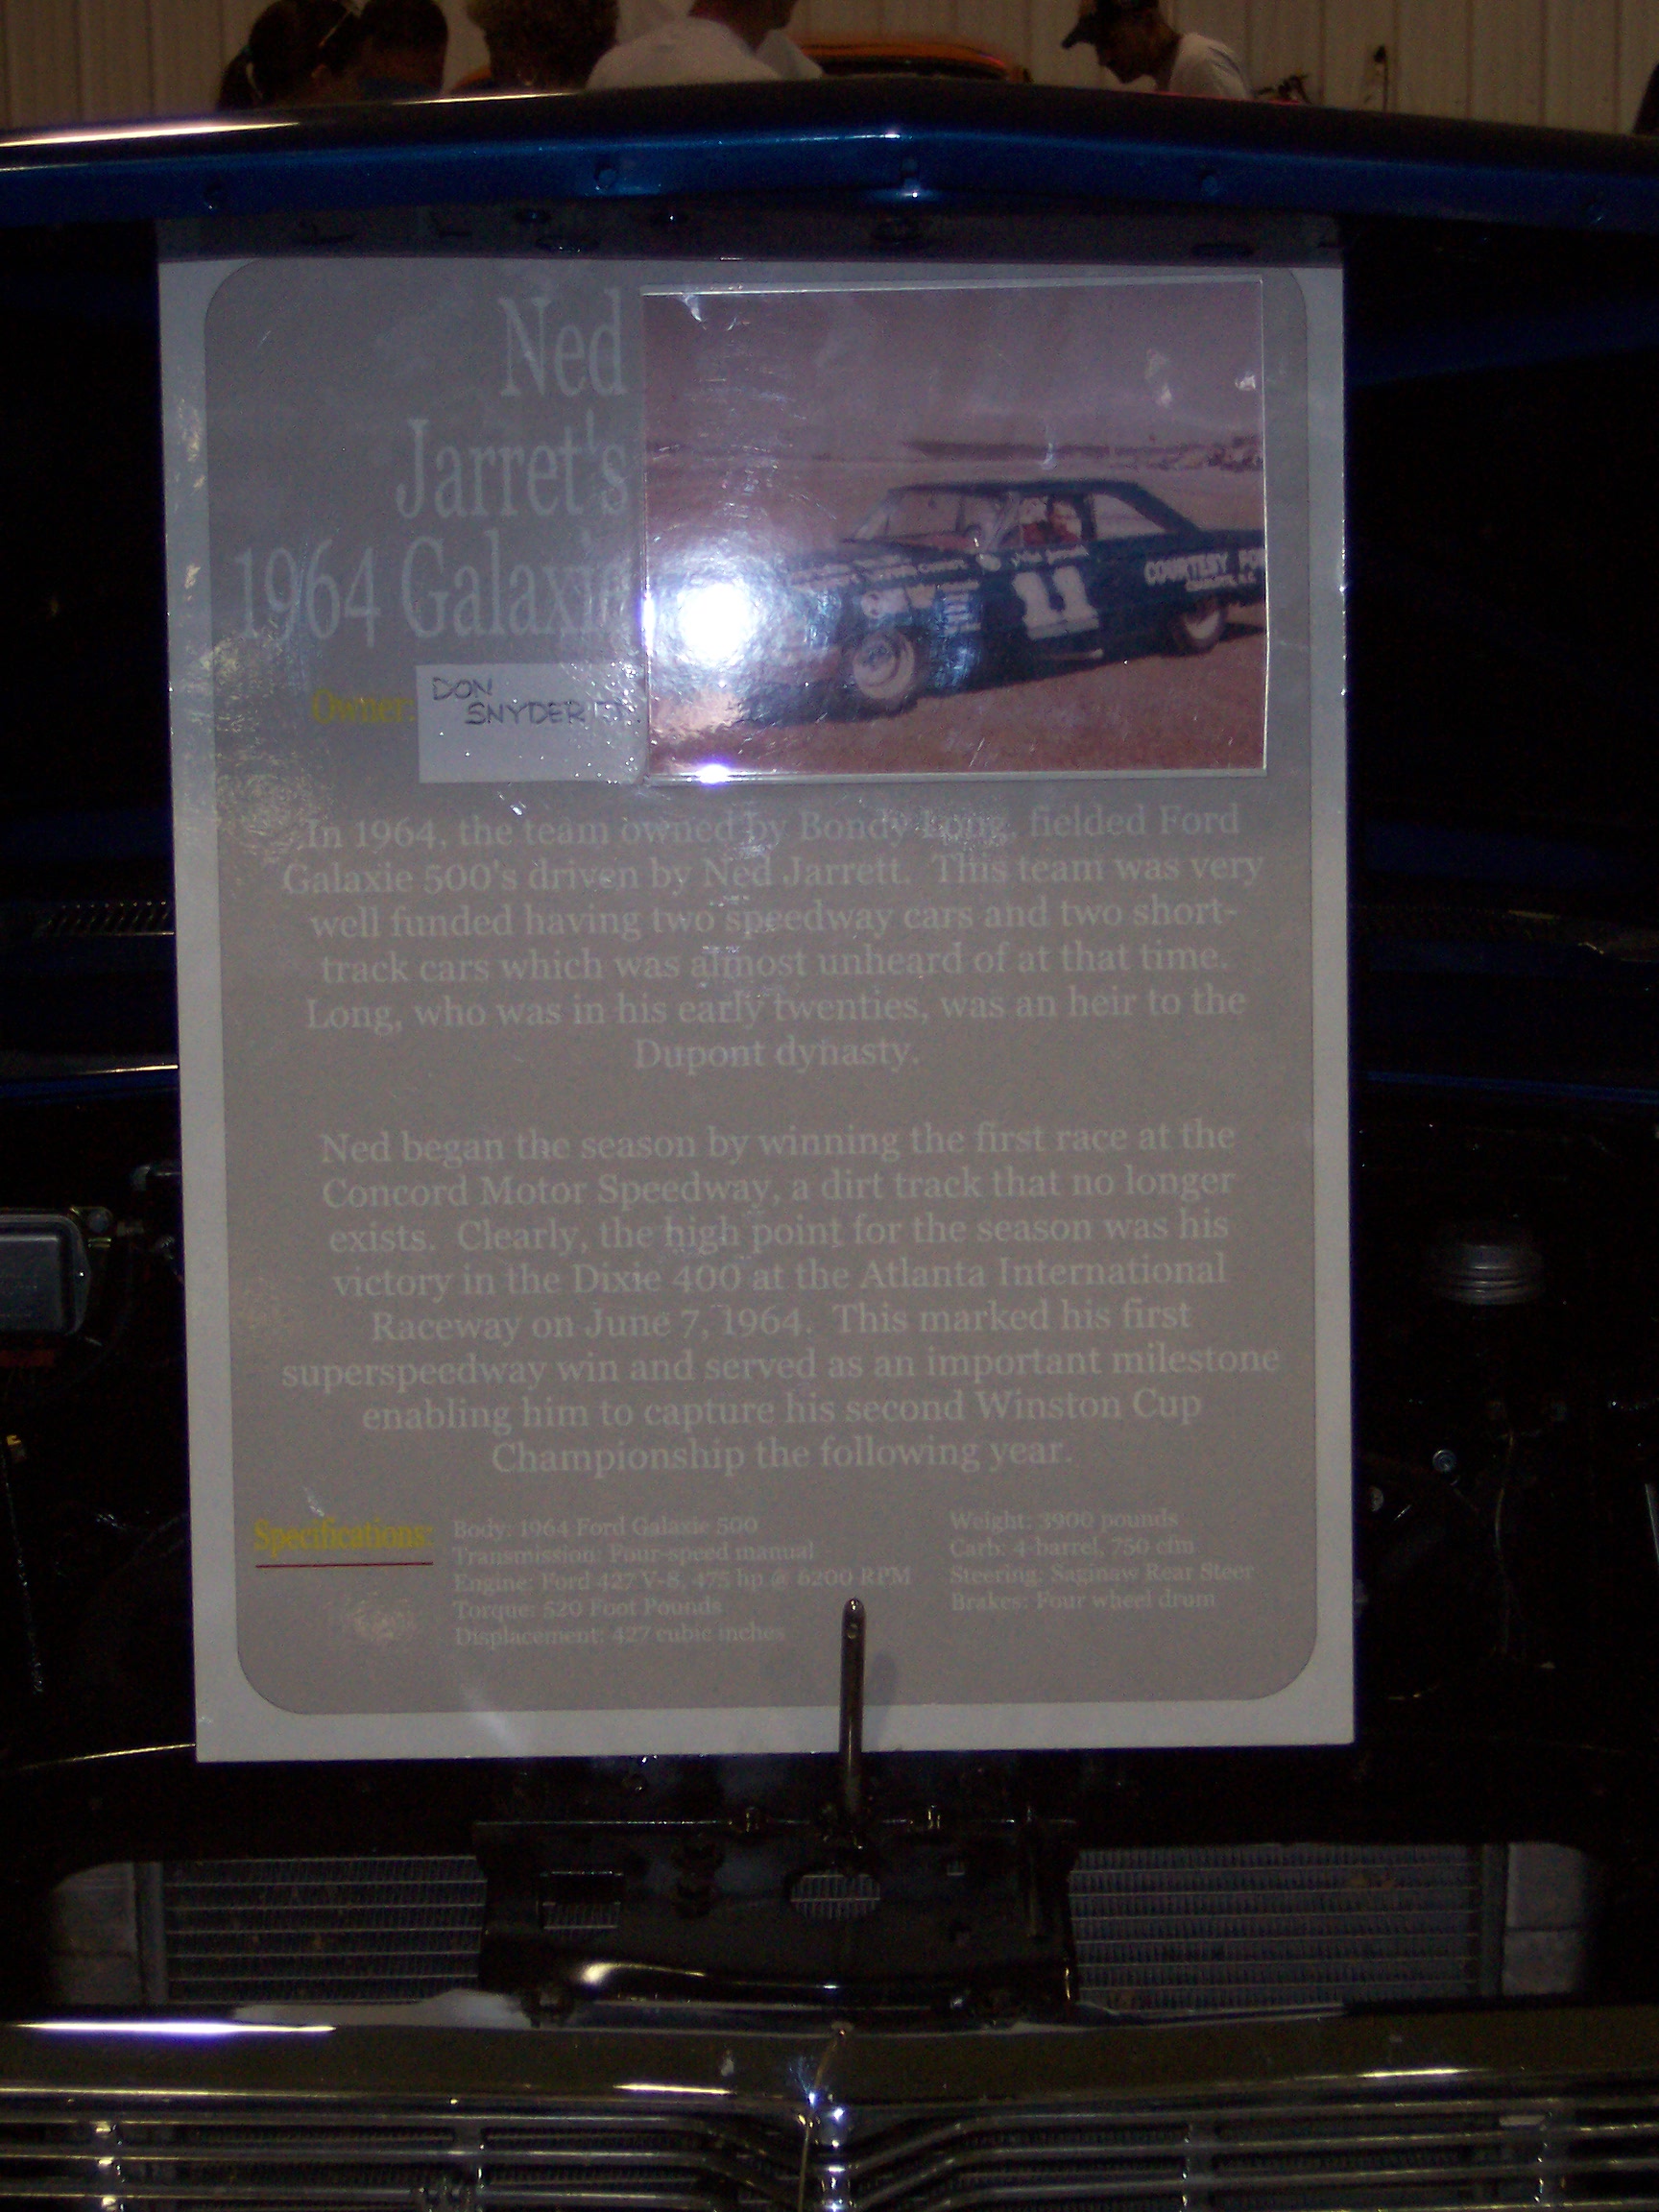 Ned
Jarret's
1964 Galaxie
Owner:
DON
SNYDER
COURTESY
11
In 1964, the team owned by Bondy Long, fielded Ford
Galaxie 500's driven by Ned Jarrett. This team was very
well funded having two speedway cars and two short-
track cars which was almost unheard of at that time.
Long, who was in his early twenties, was an heir to the
Dupont dynasty.
Ned began the season by winning the first race at the
Concord Motor Speedway, a dirt track that no longer
exists. Clearly, the high point for the season was his
victory in the Dixie 400 at the Atlanta International
Raceway on June 7, 1964. This marked his first
superspeedway win and served as an important milestone
enabling him to capture his second Winston Cup
Championship the following year.
Specifications:
Body: 1964 Ford Galaxie 500
Transmission: Four-speed manual
Engine: Ford 427 V-8, 475 hp @ 6200 RPM
Torque: 520 Foot Pounds
Displacement: 427 cubic inches
Weight: 3900 pounds
Carb: 4-barrel, 750 cfm
Steering: Saginaw Rear Steer
Brakes: Four wheel drum